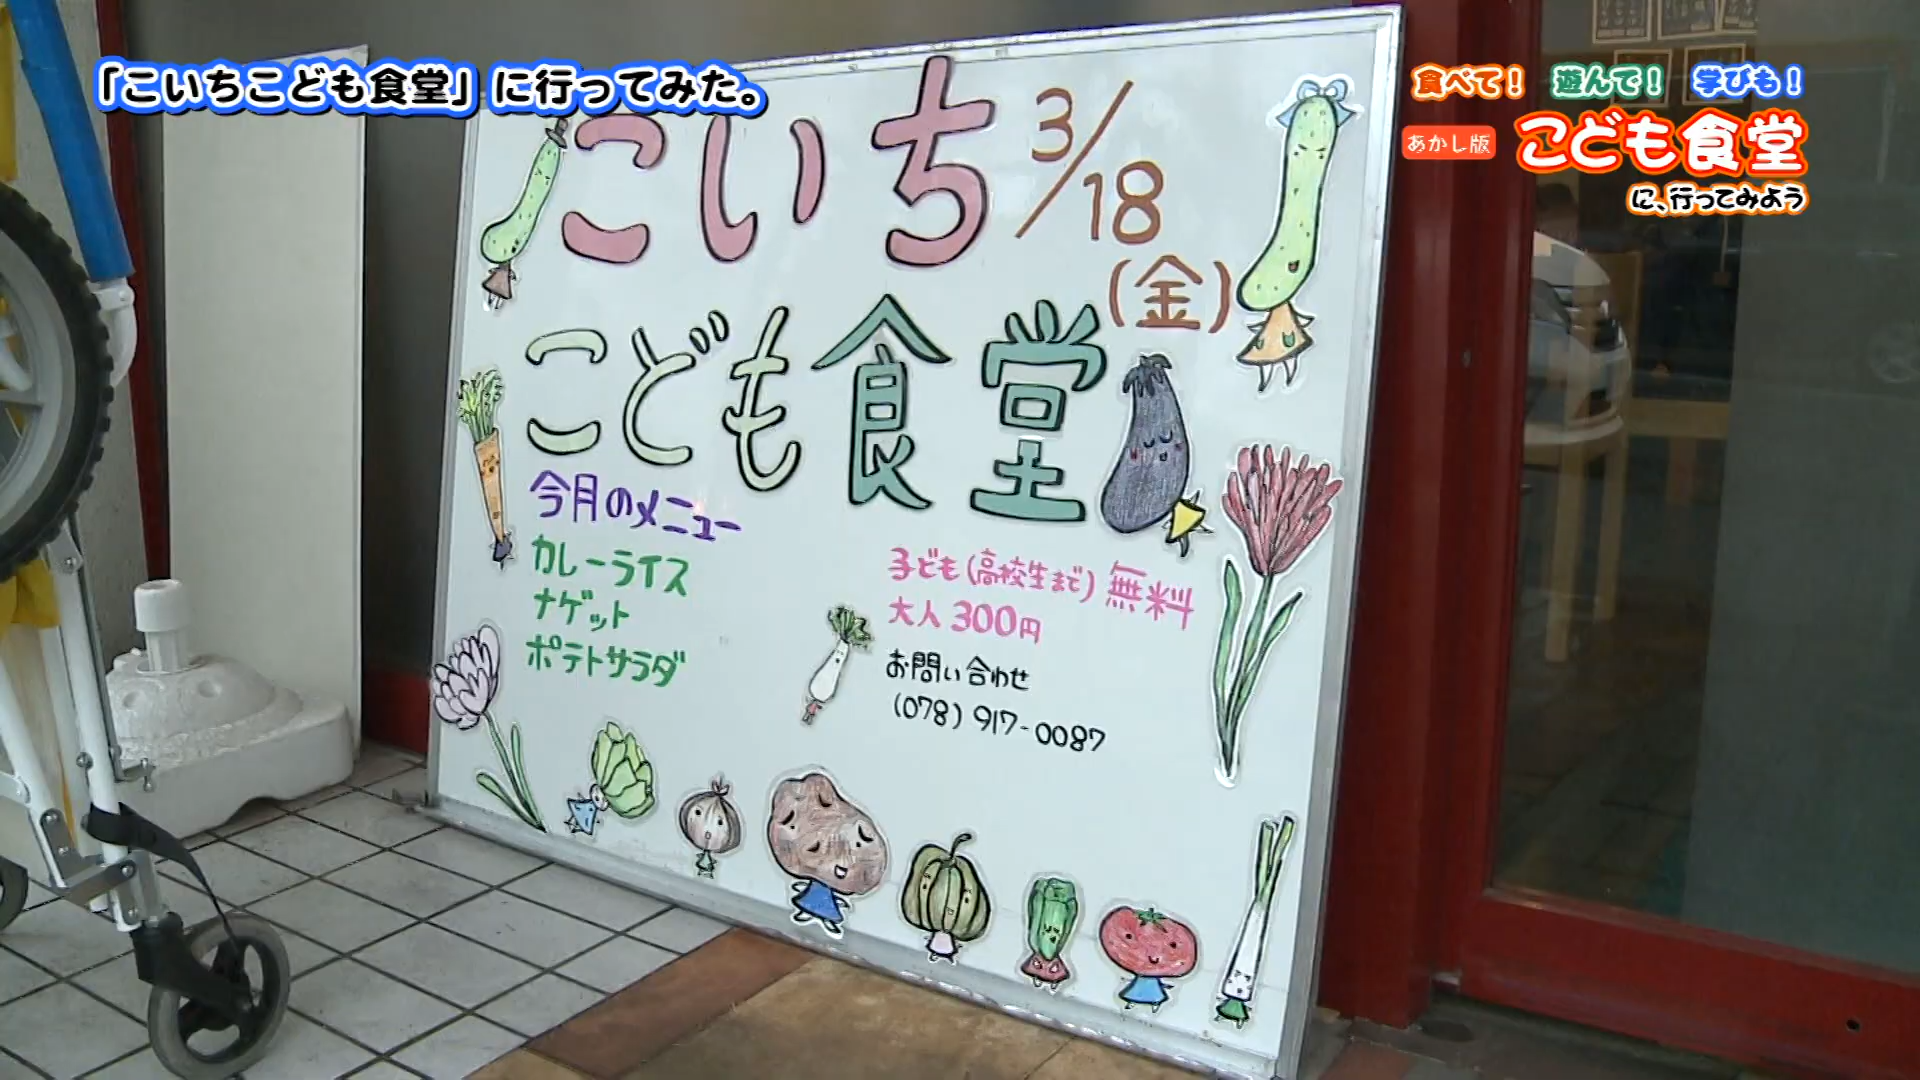 「こいちこども食堂」に行ってみた。
食べて！ 遊んで！ 学びも！
あかし版 こども食堂
に、行ってみよう
こいち 3/18
(金)
こども食堂
今月のメニュー
カレーライス
ナゲット
ポテトサラダ
子ども(高校生まで) 無料
大人 300円
お問い合わせ
(078) 917-0087